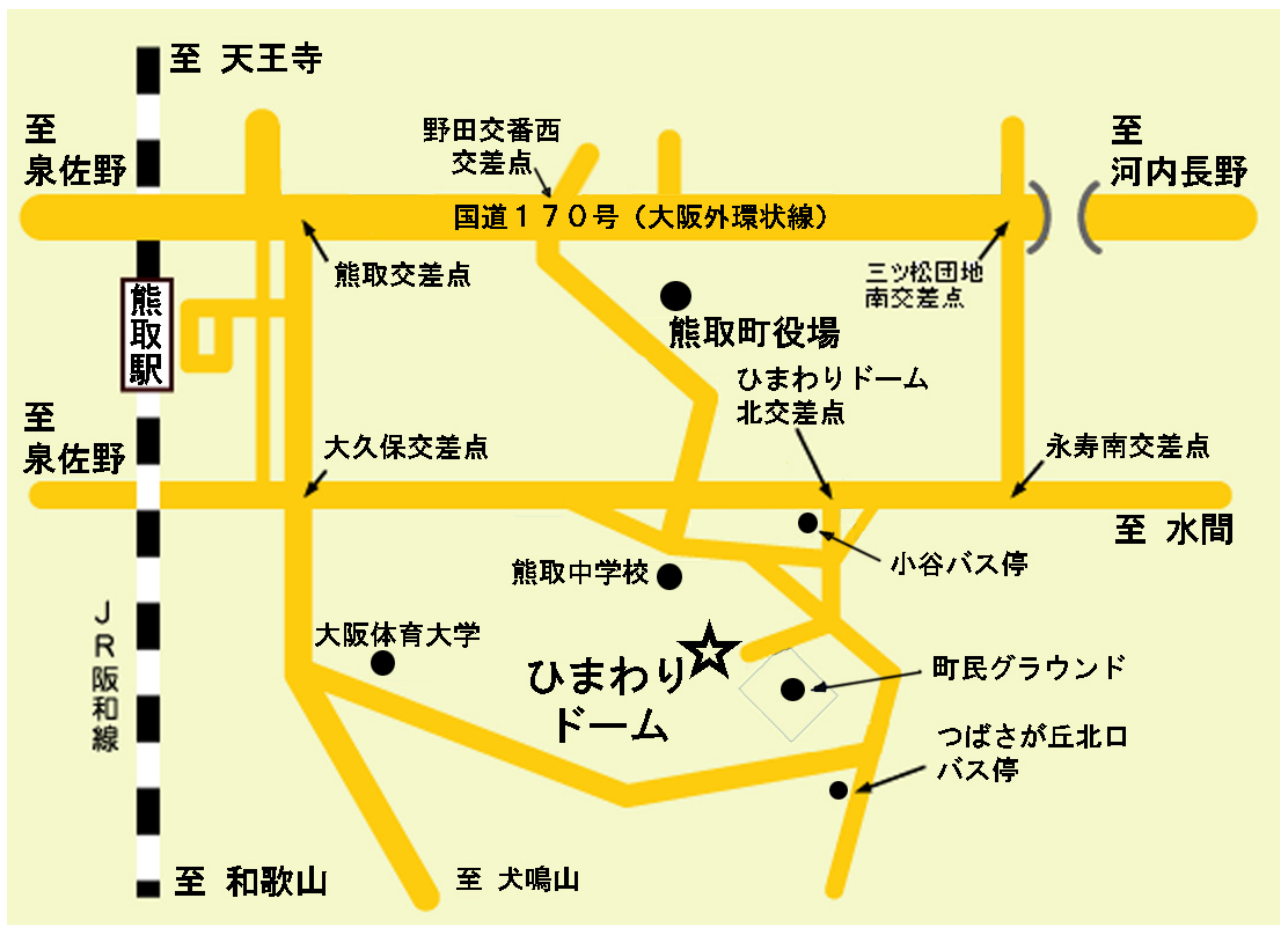 至 天王寺
至
泉佐野
野田交番西
交差点
至
河内長野
国道１７０号（大阪外環状線）
熊取交差点
三ツ松団地
南交差点
熊取駅
熊取町役場
ひまわりドーム
北交差点
至
泉佐野
大久保交差点
永寿南交差点
至 水間
小谷バス停
熊取中学校
大阪体育大学
ひまわり
ドーム
町民グラウンド
ＪＲ阪和線
つばさが丘北口
バス停
至 和歌山
至 犬鳴山